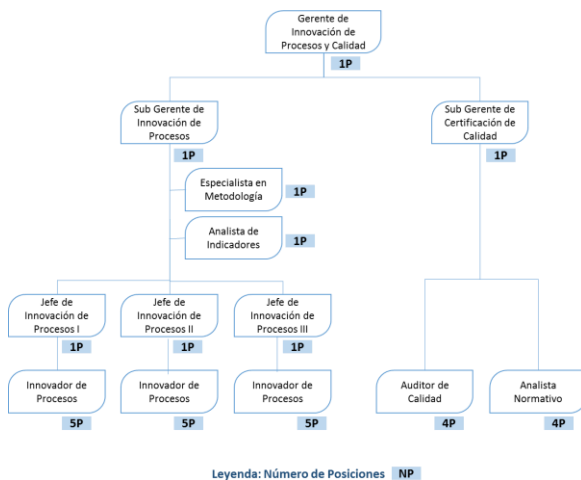 Gerente de
Innovación de
Procesos y Calidad
1P
Sub Gerente de
Innovación de
Procesos
1P
Sub Gerente de
Certificación de
Calidad
1P
Especialista en
Metodología
1P
Analista de
Indicadores
1P
Jefe de
Innovación de
Procesos I
1P
Jefe de
Innovación de
Procesos II
1P
Jefe de
Innovación de
Procesos III
1P
Innovador de
Procesos
5P
Innovador de
Procesos
5P
Innovador de
Procesos
5P
Auditor de
Calidad
4P
Analista
Normativo
4P
Leyenda: Número de Posiciones NP